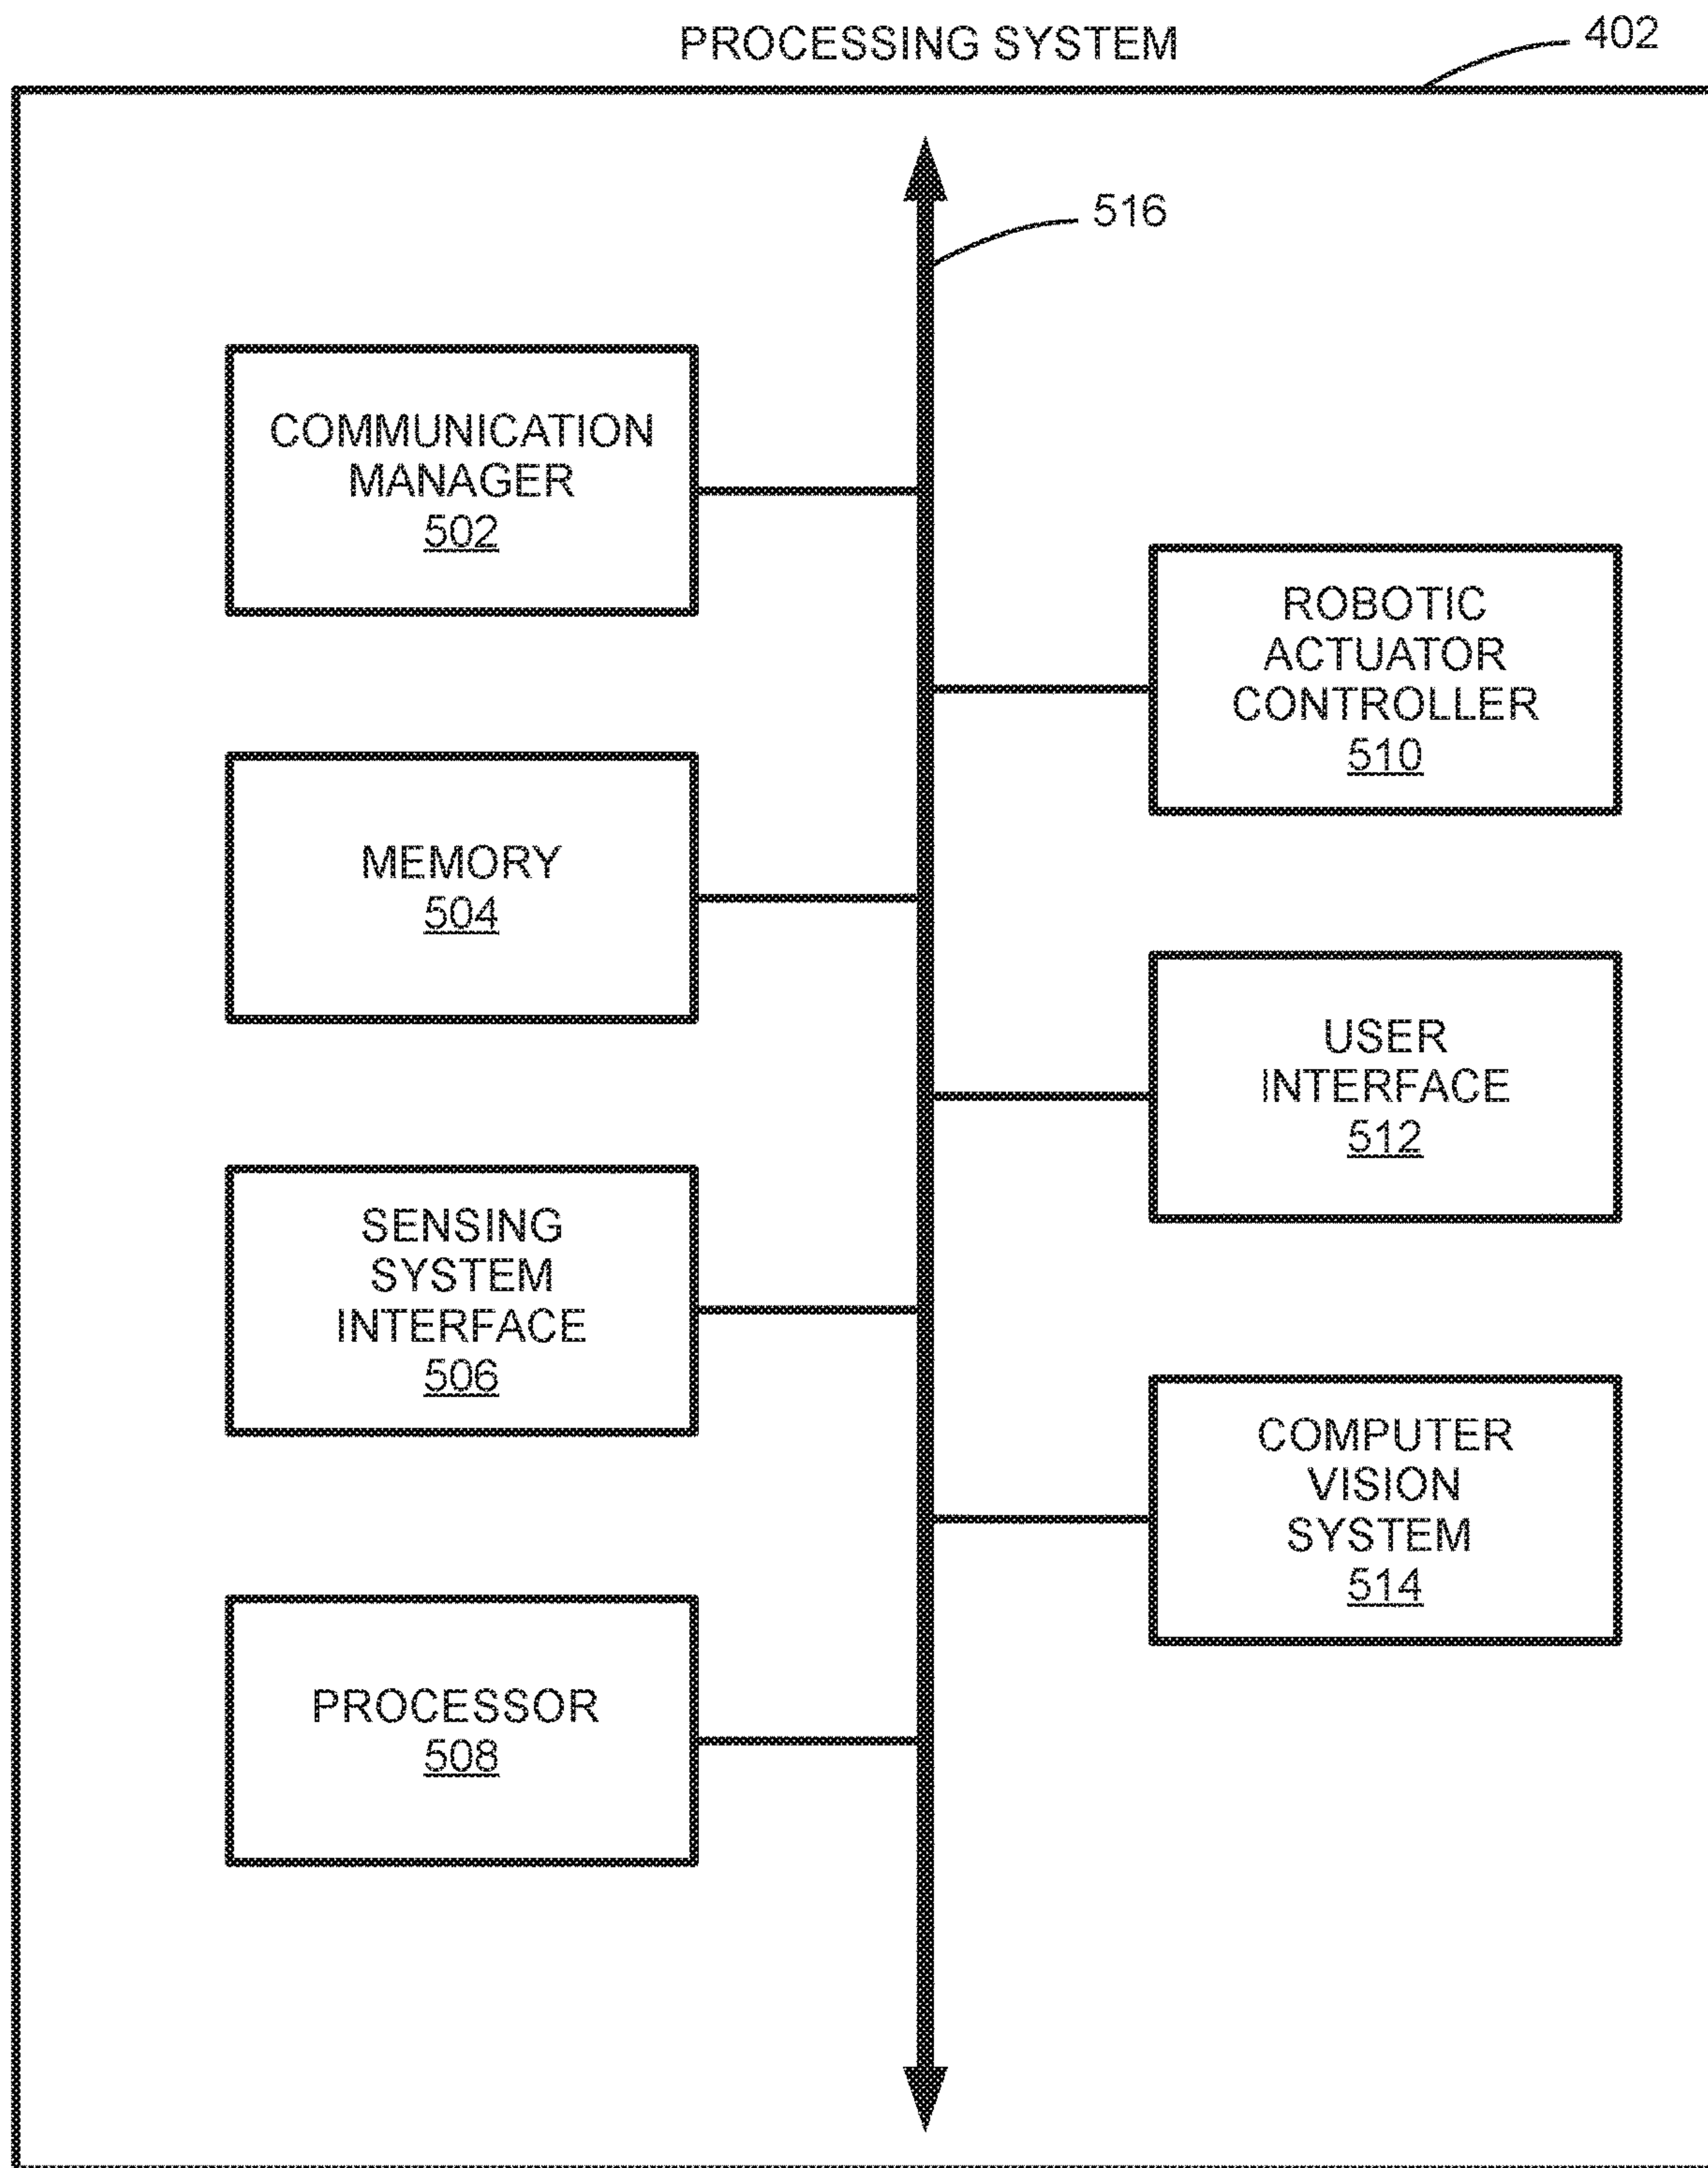 PROCESSING SYSTEM
402
516
COMMUNICATION
MANAGER
502
ROBOTIC
ACTUATOR
CONTROLLER
510
MEMORY
504
USER
INTERFACE
512
SENSING
SYSTEM
INTERFACE
506
COMPUTER
VISION
SYSTEM
514
PROCESSOR
508